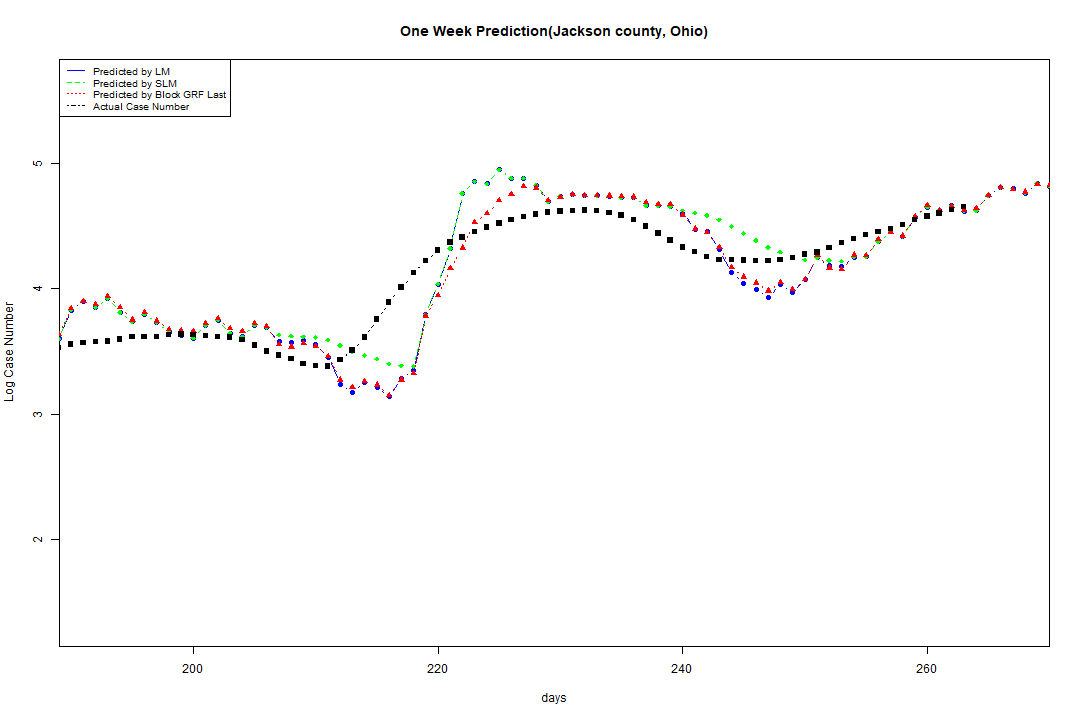 One Week Prediction(Jackson county, Ohio)
Predicted by LM
Predicted by SLM
Predicted by Block GRF Last
Actual Case Number
5
4
3
2
Log Case Number
200
220
240
260
days